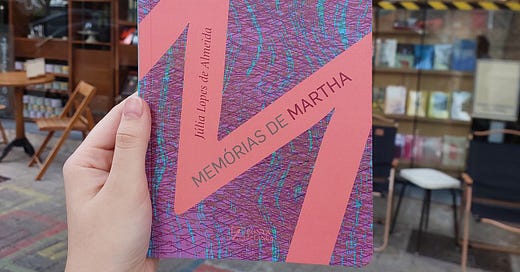 Júlia Lopes de Almeida
MEMÓRIAS DE MARTHA